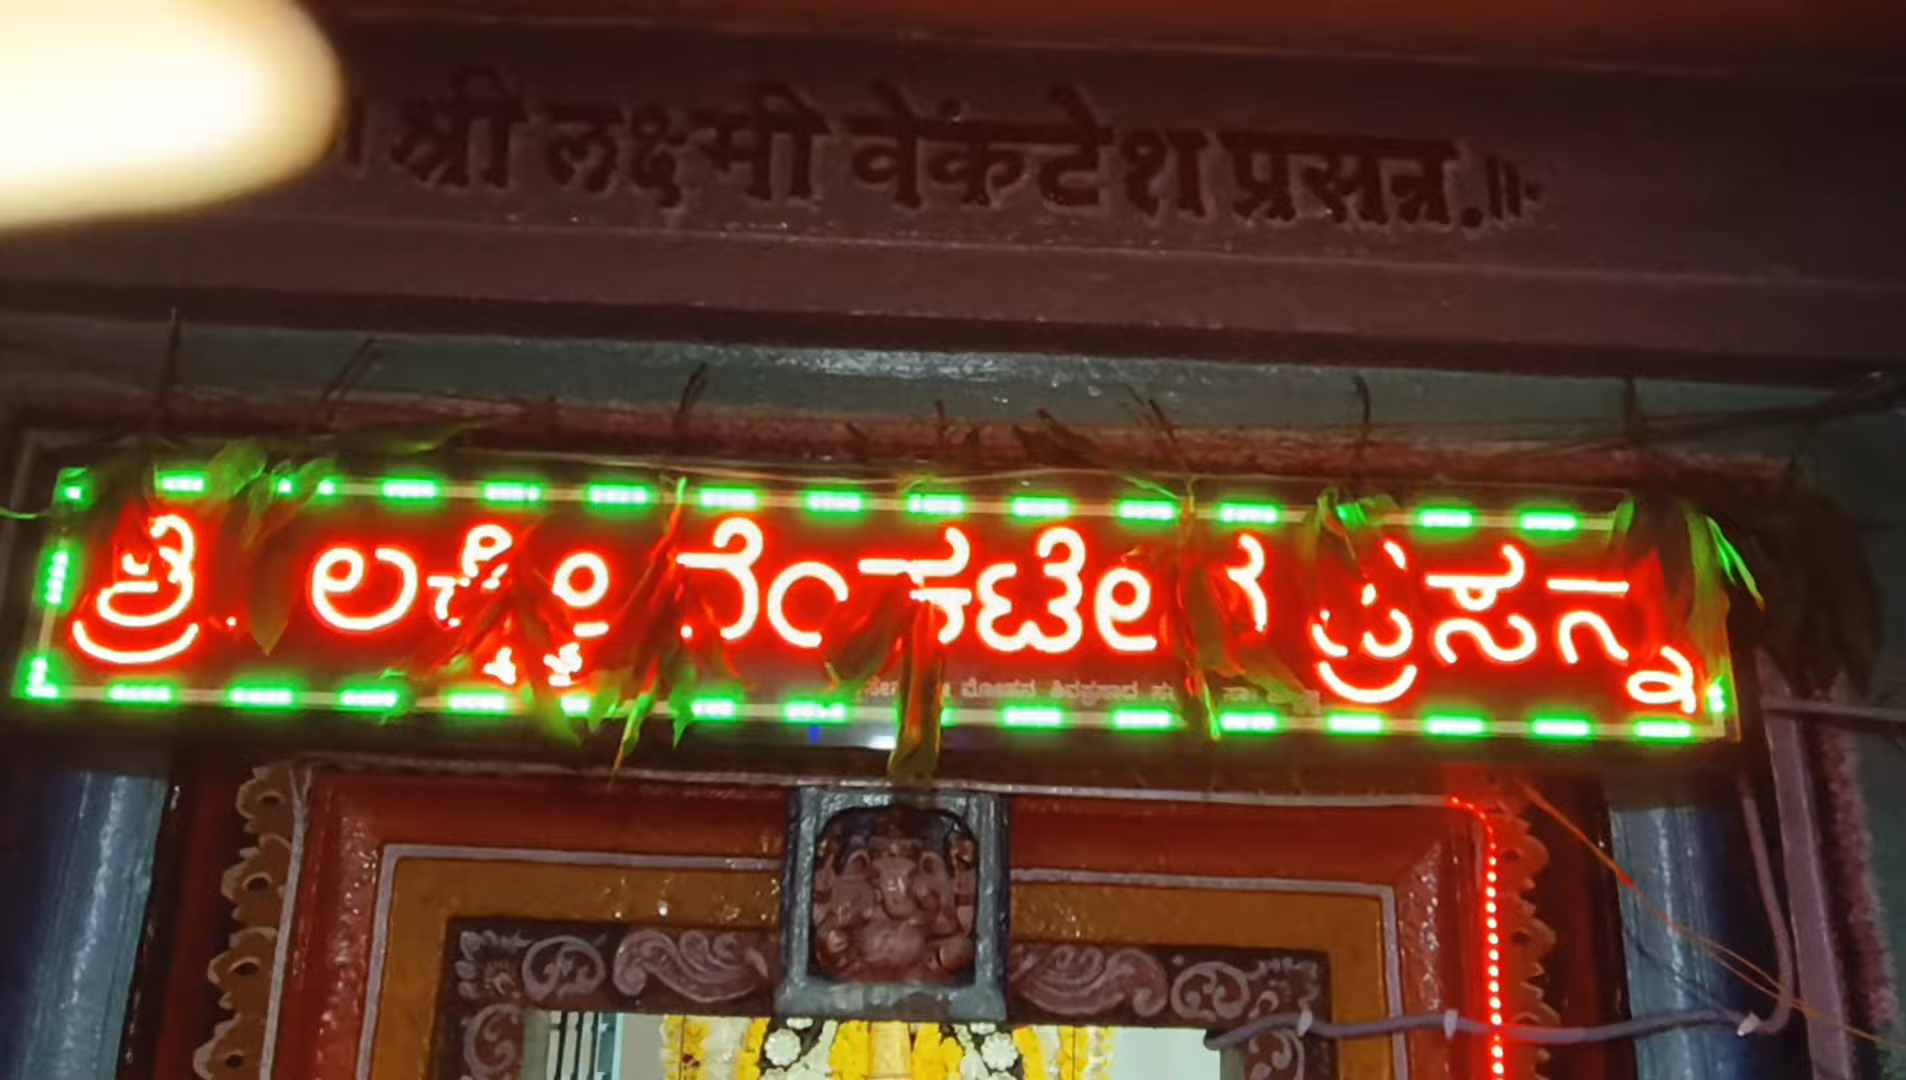 । श्री लक्ष्मी वेंकटेश प्रसन्न.॥
ಶ್ರೀ ಲಕ್ಷ್ಮೀ ವೆಂಕಟೇಶ ಪ್ರಸನ್ನ